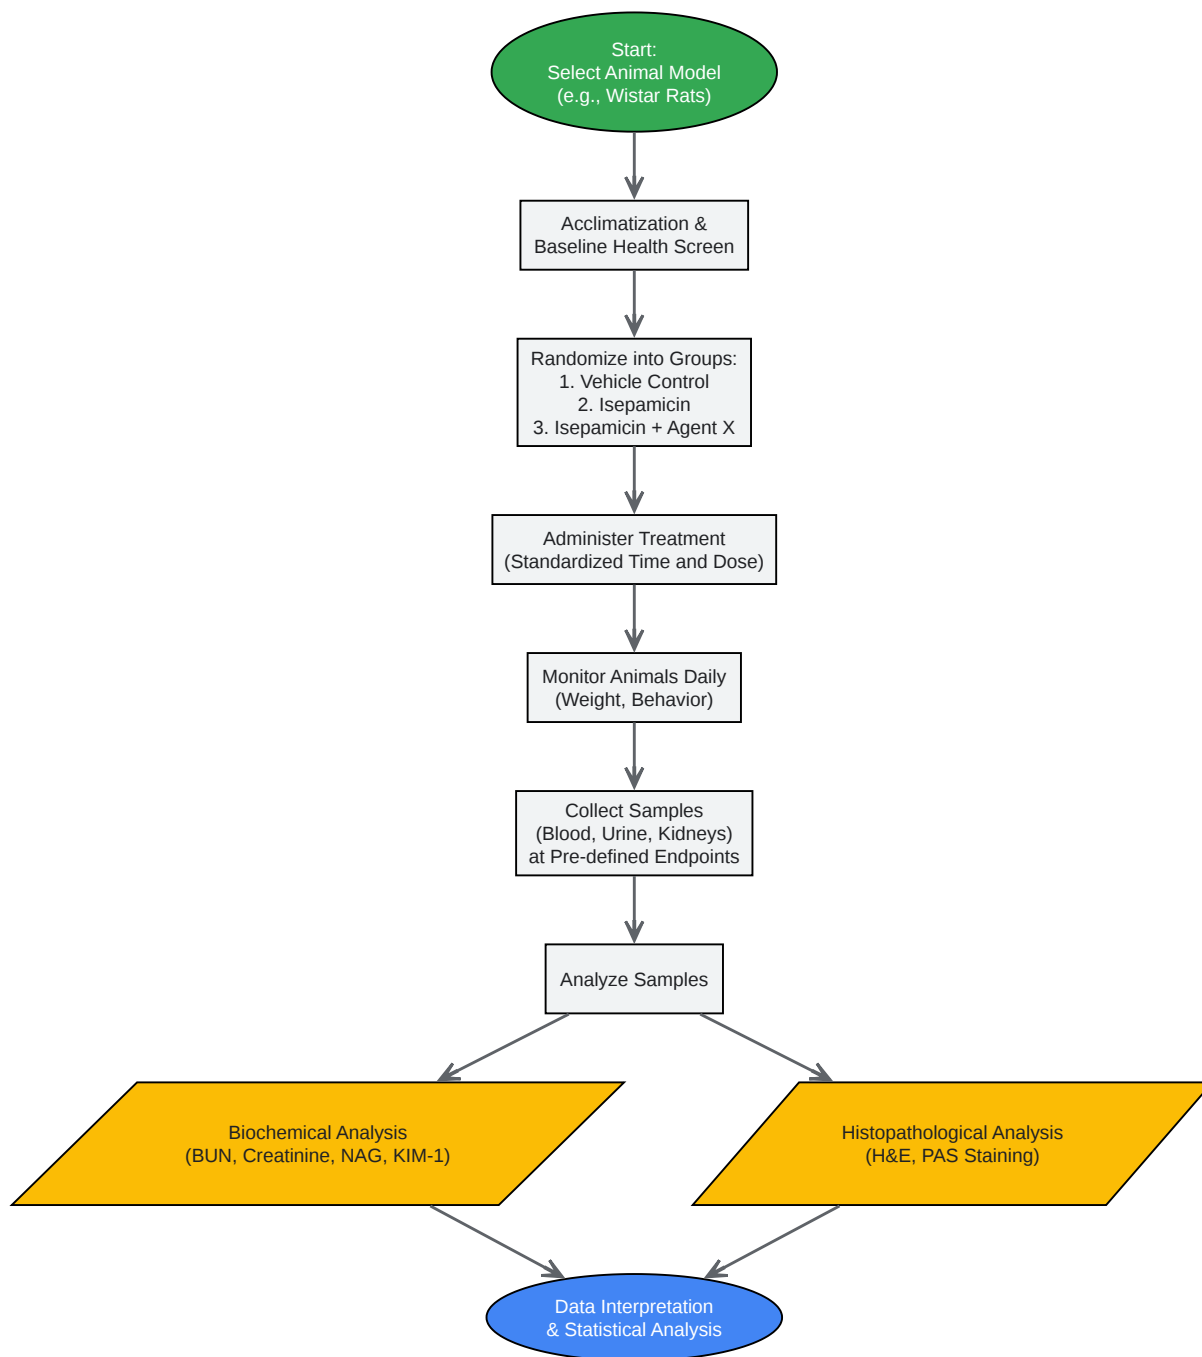 Start:
Select Animal Model
(e.g., Wistar Rats)
Acclimatization &
Baseline Health Screen
Randomize into Groups:
1. Vehicle Control
2. Isepamicin
3. Isepamicin + Agent X
Administer Treatment
(Standardized Time and Dose)
Monitor Animals Daily
(Weight, Behavior)
Collect Samples
(Blood, Urine, Kidneys)
at Pre-defined Endpoints
Analyze Samples
Biochemical Analysis
(BUN, Creatinine, NAG, KIM-1)
Histopathological Analysis
(H&E, PAS Staining)
Data Interpretation
& Statistical Analysis